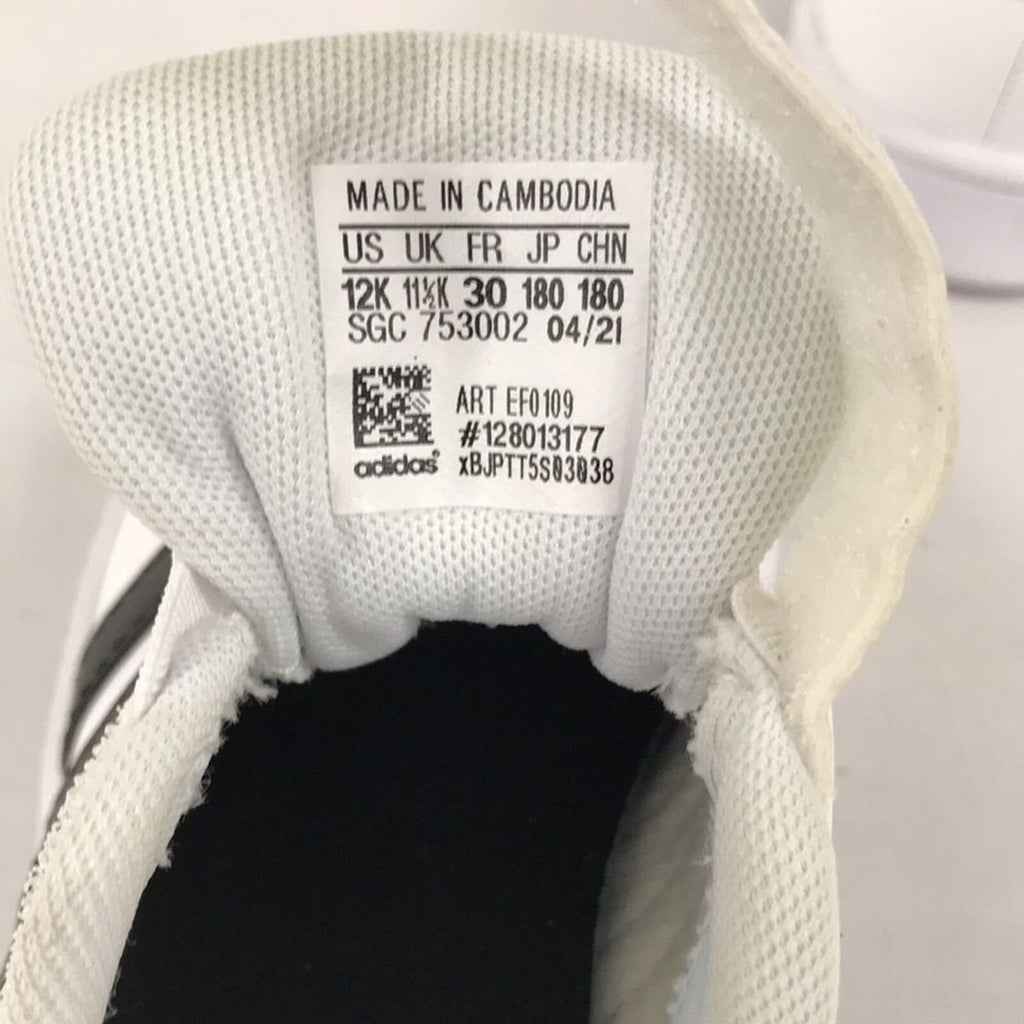 MADE IN CAMBODIA
US UK FR JP CHN
12K 11½K 30 180 180
SGC 753002 04/21
ART EF0109
#128013177
adidas xBJPTT5S03038